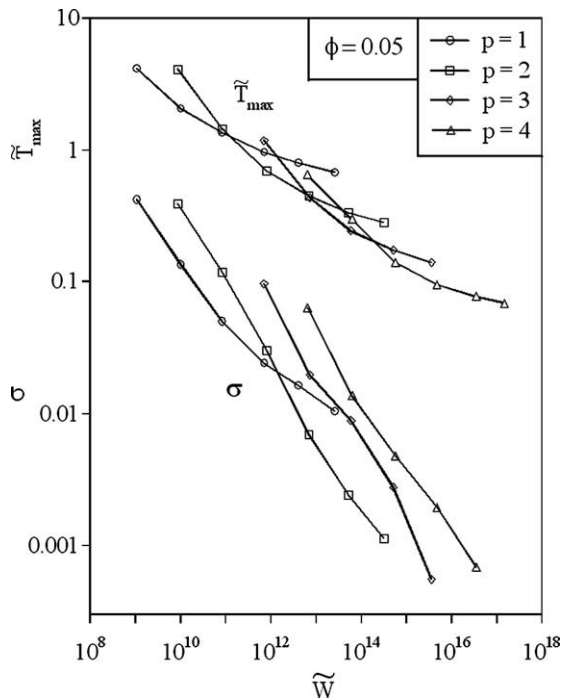 10
1
0.1
0.01
0.001
T̃max
σ
ϕ = 0.05
p = 1
p = 2
p = 3
p = 4
T̃max
σ
10⁸ 10¹⁰ 10¹² 10¹⁴ 10¹⁶ 10¹⁸
W̃